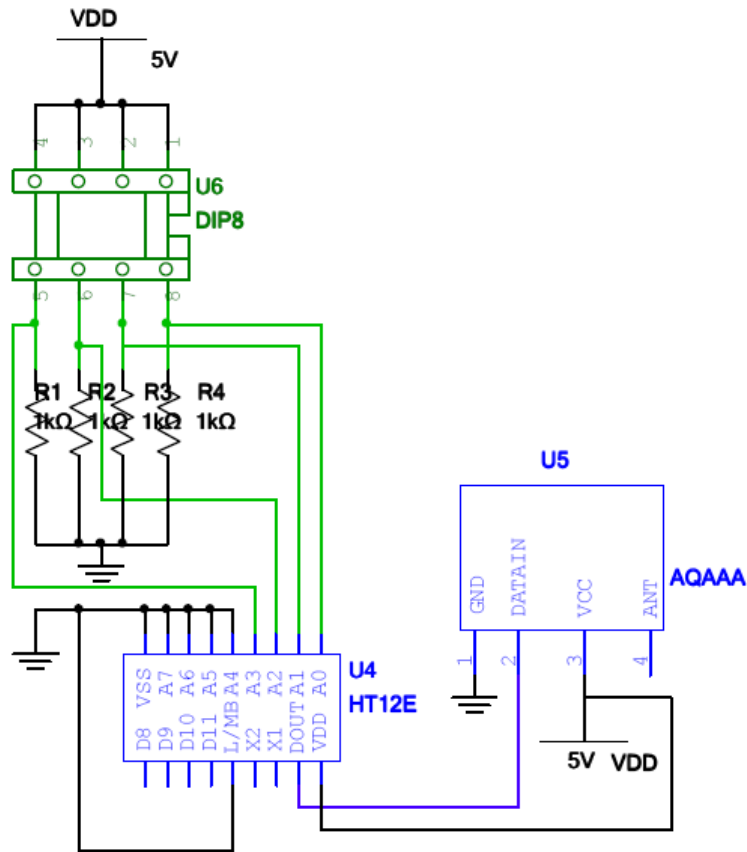 VDD
5V
4 3 2 1
U6
DIP8
5 6 7 8
R1 R2 R3 R4
1kΩ 1kΩ 1kΩ 1kΩ
U5
AQAAA
GND DATAIN VCC ANT
1 2 3 4
5V VDD
U4
HT12E
VSS A7 A6 A5 A4 A3 A2 A1 A0
D8 D9 D10 D11 L/MB X2 X1 DOUT VDD